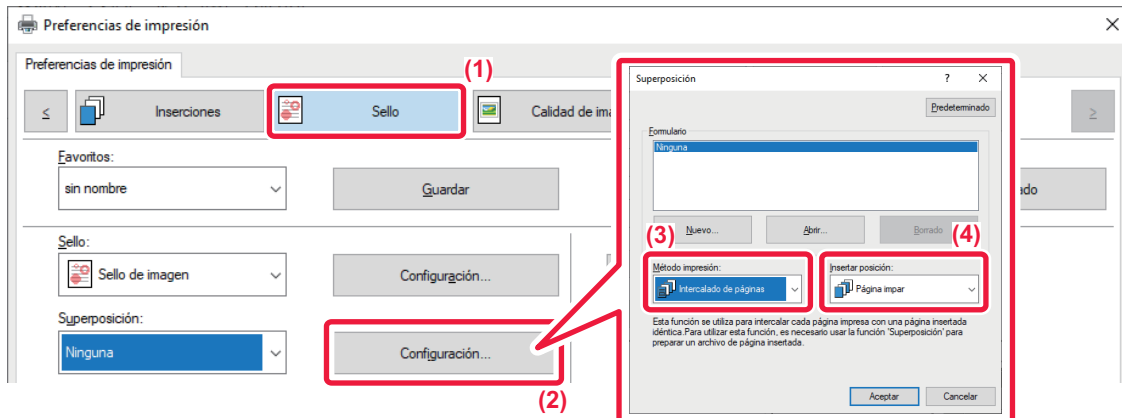 Preferencias de impresión
Preferencias de impresión
(1)
≤
Inserciones
Sello
Calidad de ima
≥
Favoritos:
sin nombre
Guardar
ado
Sello:
Sello de imagen
Configuración...
Superposición:
Ninguna
Configuración...
(2)
Superposición
?
Predeterminado
Formulario
Ninguna
Nuevo...
Abrir...
Borrado
(3)
(4)
Método impresión:
Intercalado de páginas
Insertar posición:
Página impar
Esta función se utiliza para intercalar cada página impresa con una página insertada
idéntica.Para utilizar esta función, es necesario usar la función 'Superposición' para
preparar un archivo de página insertada.
Aceptar
Cancelar